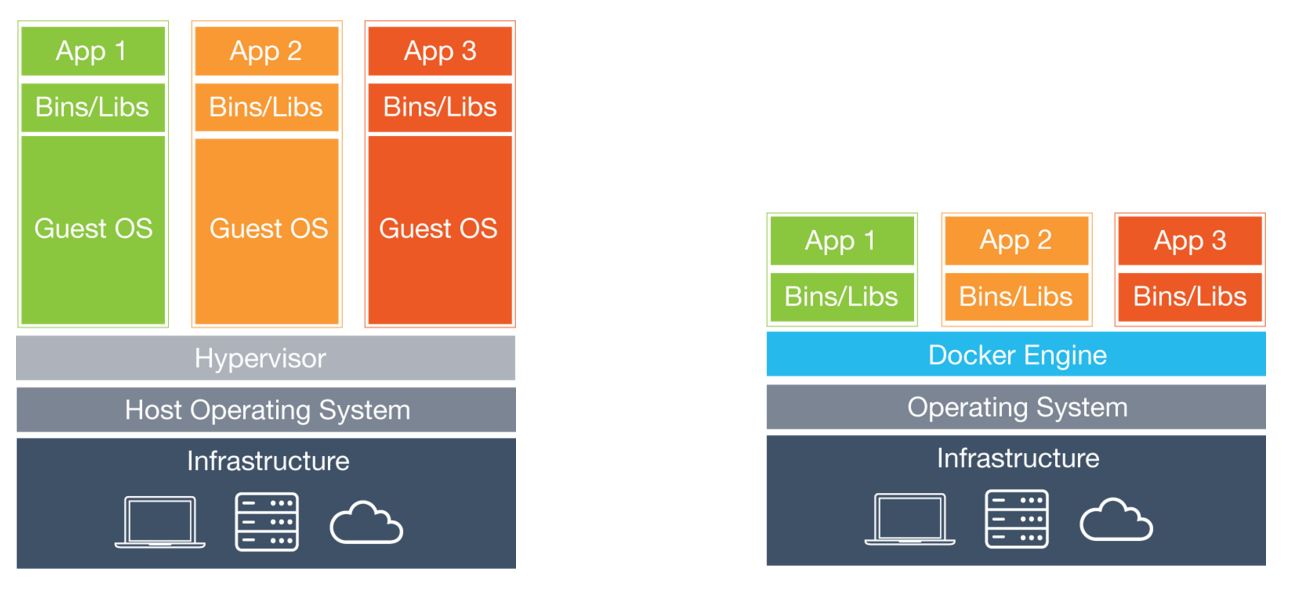 App 1
App 2
App 3
Bins/Libs
Bins/Libs
Bins/Libs
Guest OS
Guest OS
Guest OS
Hypervisor
Host Operating System
Infrastructure
App 1
App 2
App 3
Bins/Libs
Bins/Libs
Bins/Libs
Docker Engine
Operating System
Infrastructure